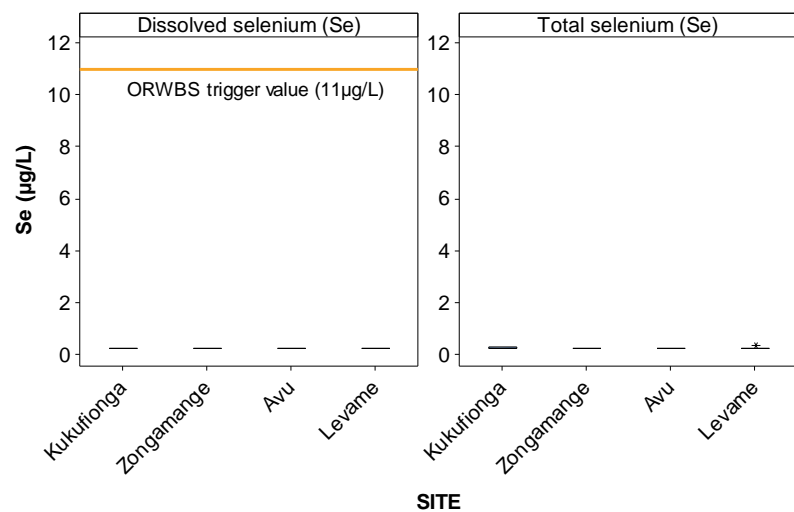 Dissolved selenium (Se)
Total selenium (Se)
ORWBS trigger value (11µg/L)
Se (µg/L)
12
10
8
6
4
2
0
12
10
8
6
4
2
0
Kukufionga
Zongamange
Avu
Levame
Kukufionga
Zongamange
Avu
Levame
SITE